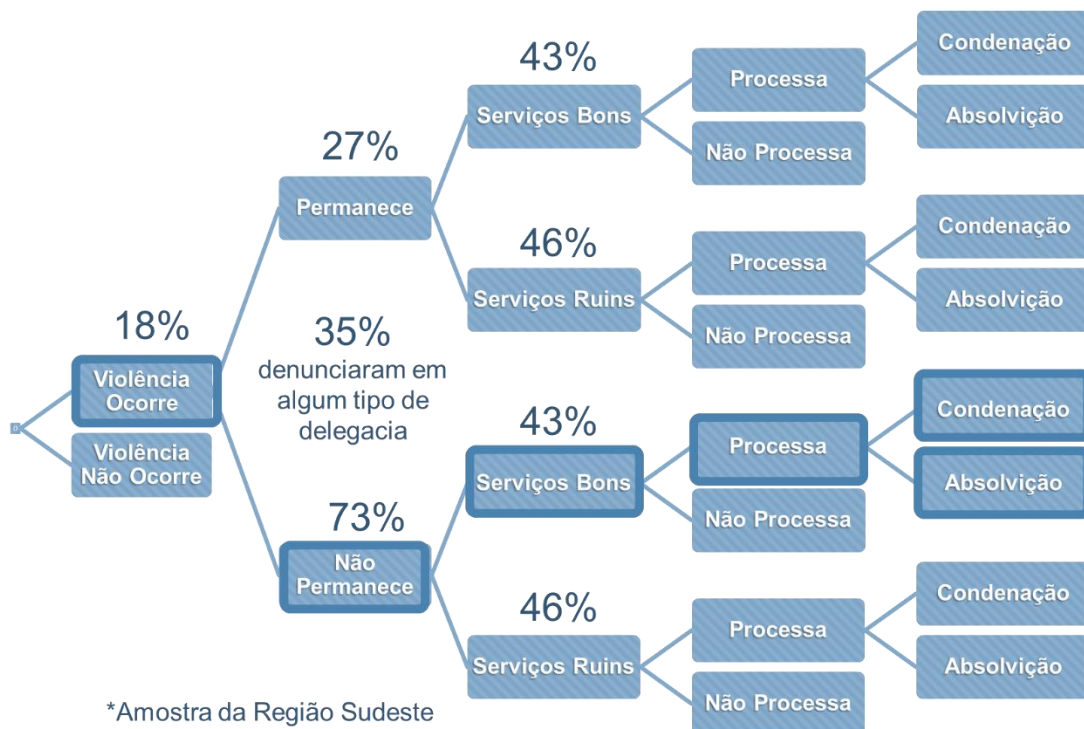 Condenação
43%
Processa
Serviços Bons
Absolvição
27%
Não Processa
Permanece
Condenação
46%
Processa
Serviços Ruins
Absolvição
18%
35%
Não Processa
denunciaram em
algum tipo de
delegacia
Violência
Ocorre
Violência
Não Ocorre
43%
Condenação
Processa
Serviços Bons
Absolvição
73%
Não Processa
Não
Permanece
46%
Condenação
Processa
Serviços Ruins
Absolvição
Não Processa
*Amostra da Região Sudeste